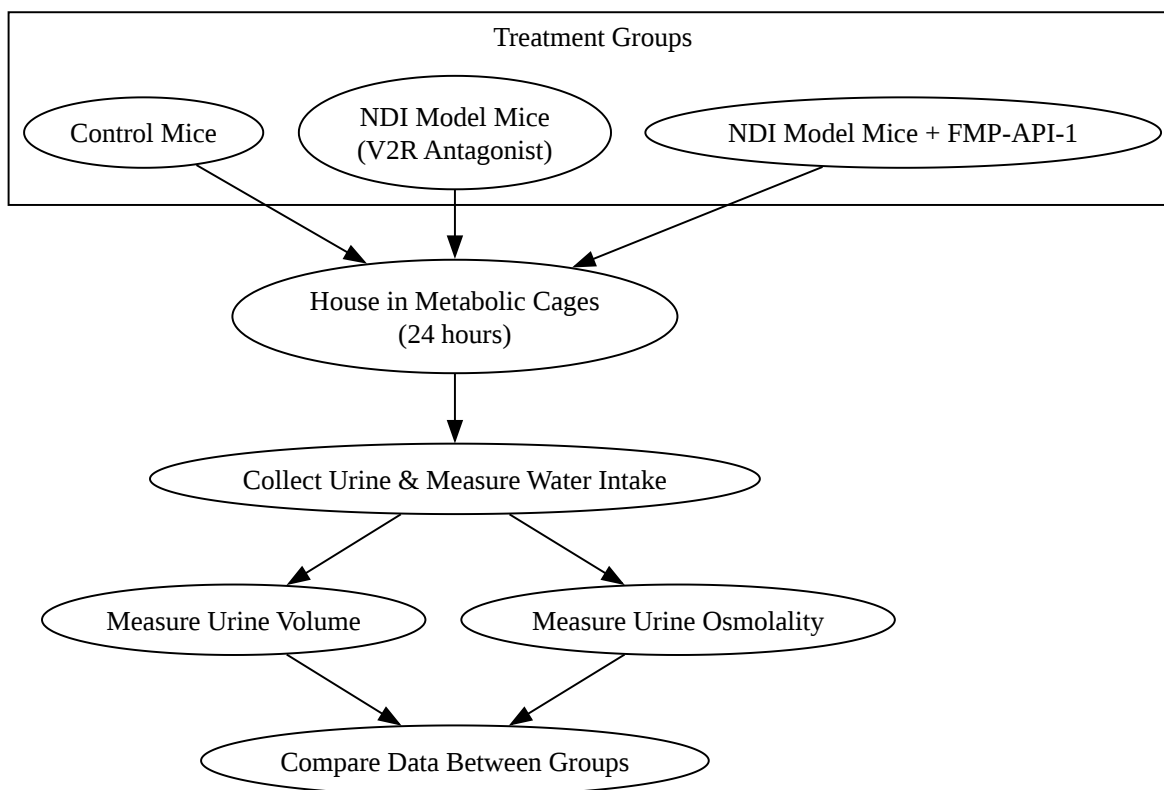 Treatment Groups
Control Mice
NDI Model Mice
(V2R Antagonist)
NDI Model Mice + FMP-API-1
House in Metabolic Cages
(24 hours)
Collect Urine & Measure Water Intake
Measure Urine Volume
Measure Urine Osmolality
Compare Data Between Groups